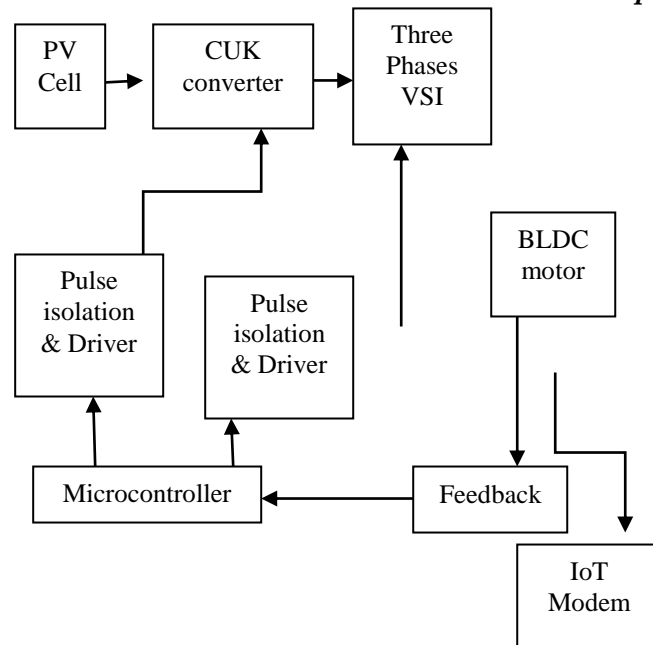 PV
Cell
CUK
converter
Three
Phases
VSI
BLDC
motor
Pulse
isolation
& Driver
Pulse
isolation
& Driver
Microcontroller
Feedback
IoT
Modem